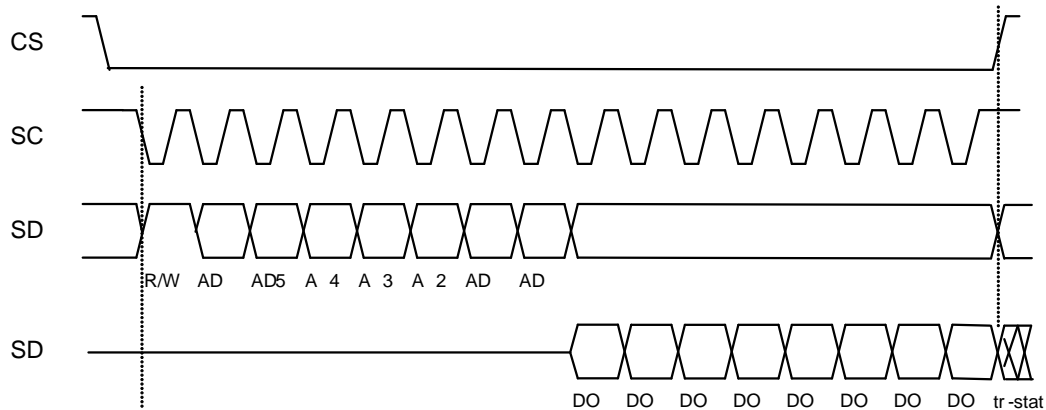 CS
SC
SD
R/W AD AD5 A 4 A 3 A 2 AD AD
SD
DO DO DO DO DO DO DO DO tr-stat